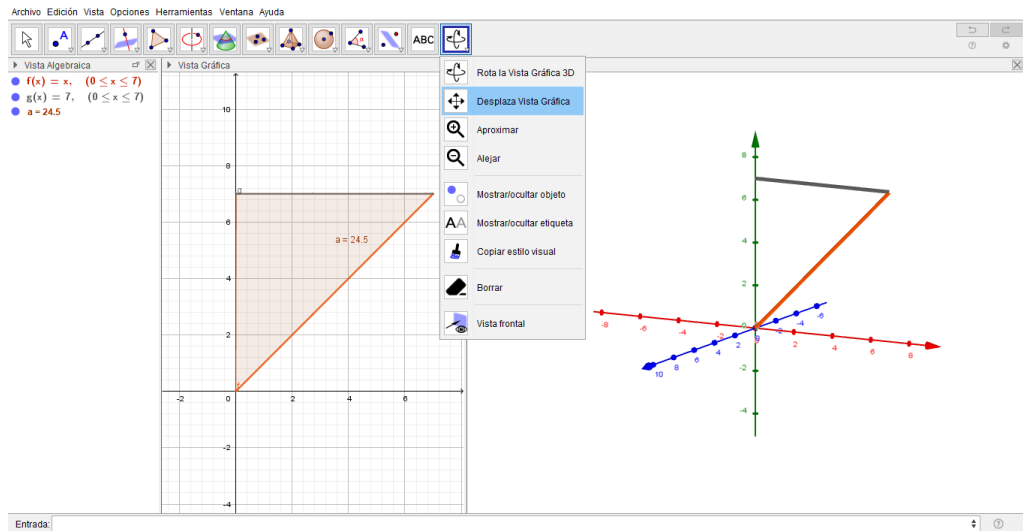 Archivo Edición Vista Opciones Herramientas Ventana Ayuda
A
ABC
Vista Algebraica
Vista Gráfica
f(x) = x, (0 ≤ x ≤ 7)
g(x) = 7, (0 ≤ x ≤ 7)
a = 24.5
10
8
6
4
2
0
-2
-4
-2
2
4
6
g
f
a = 24.5
Rota la Vista Gráfica 3D
Desplaza Vista Gráfica
Aproximar
Alejar
Mostrar/ocultar objeto
AA Mostrar/ocultar etiqueta
Copiar estilo visual
Borrar
Vista frontal
8
6
4
2
0
-2
-4
-8
-6
-4
-2
0
2
4
6
8
10
8
6
4
2
-2
-4
-6
Entrada: